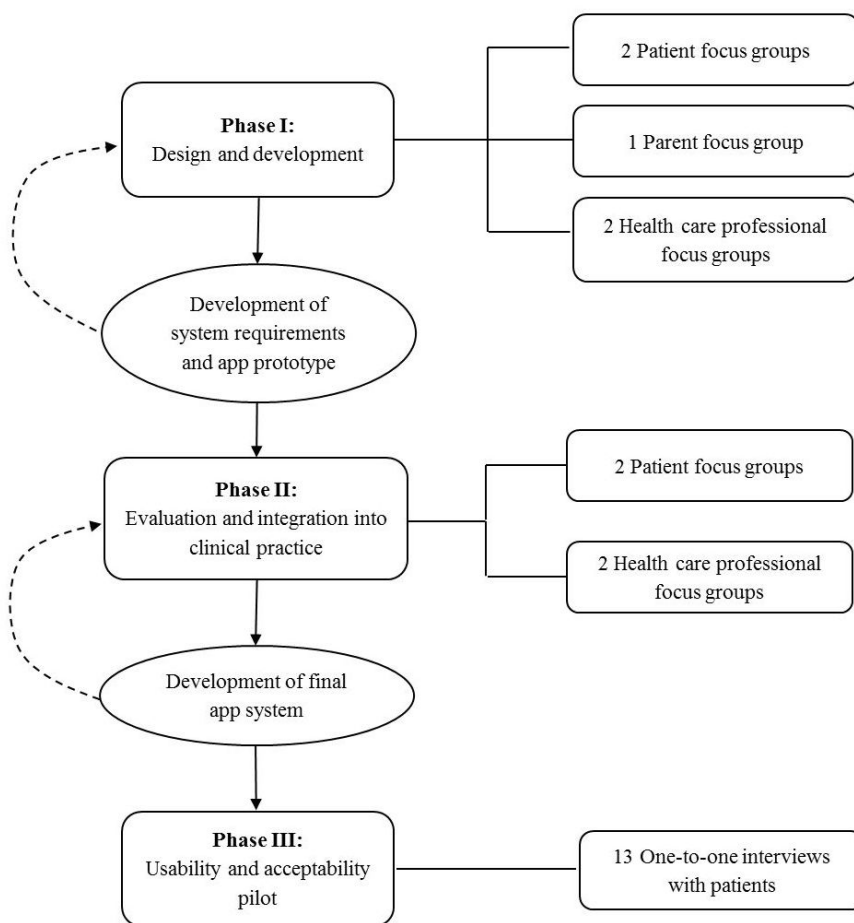 2 Patient focus groups
Phase I:
Design and development
1 Parent focus group
2 Health care professional
focus groups
Development of
system requirements
and app prototype
2 Patient focus groups
Phase II:
Evaluation and integration into
clinical practice
2 Health care professional
focus groups
Development of final
app system
Phase III:
Usability and acceptability
pilot
13 One-to-one interviews
with patients